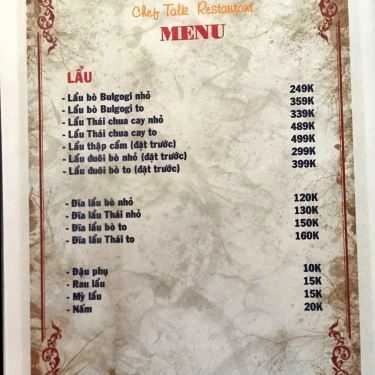 Chef Talk Restaurant
MENU
LẨU
- Lẩu bò Bulgogi nhỏ 249K
- Lẩu bò Bulgogi to 359K
- Lẩu Thái chua cay nhỏ 339K
- Lẩu Thái chua cay to 489K
- Lẩu thập cẩm (đặt trước) 499K
- Lẩu đuôi bò nhỏ (đặt trước) 299K
- Lẩu đuôi bò to (đặt trước) 399K
- Đĩa lẩu bò nhỏ 120K
- Đĩa lẩu Thái nhỏ 130K
- Đĩa lẩu bò to 150K
- Đĩa lẩu Thái to 160K
- Đậu phụ 10K
- Rau lẩu 15K
- Mỳ lẩu 15K
- Nấm 20K